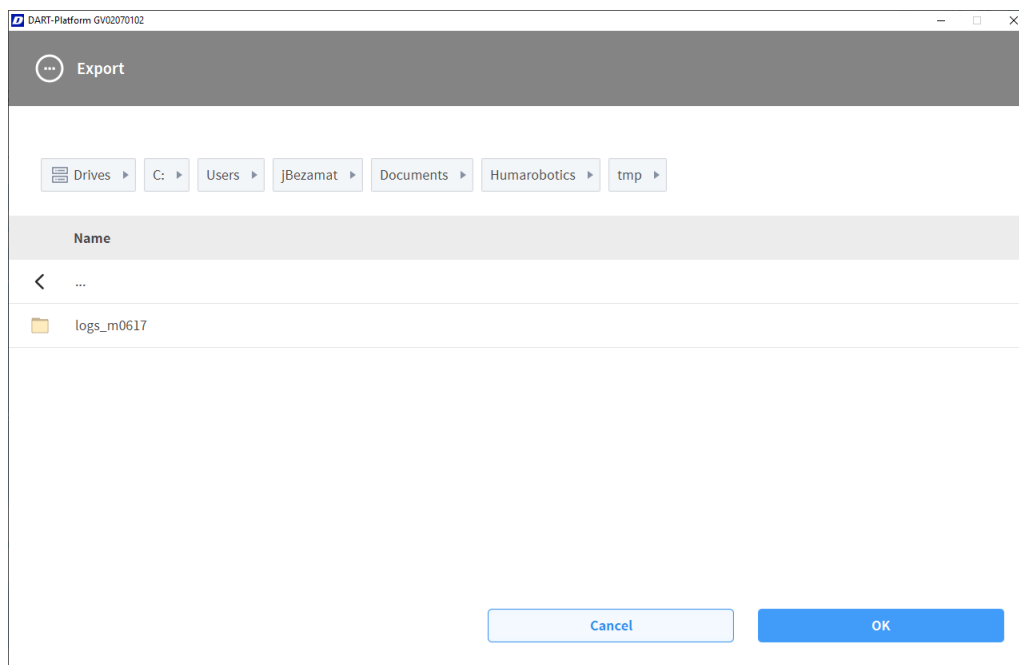 DART-Platform GV02070102
Export
Drives C: Users jBezamat Documents Humarobotics tmp
Name
...
logs_m0617
Cancel OK